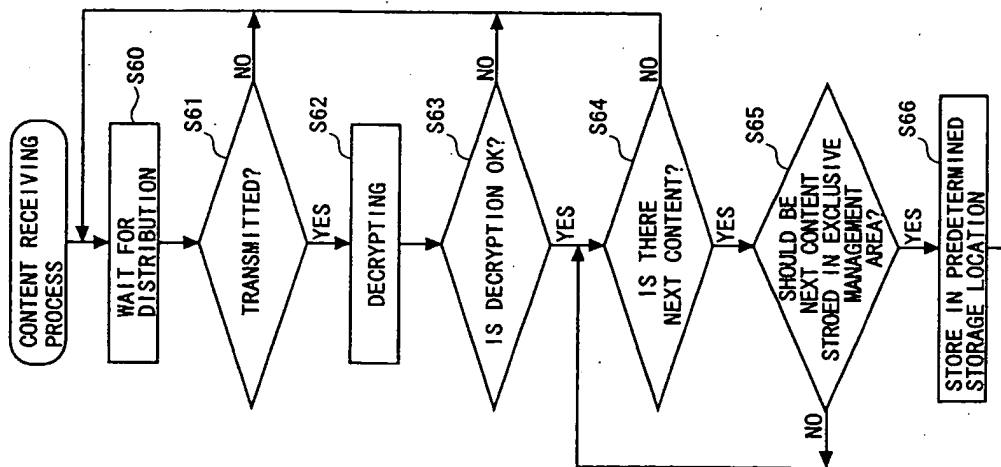 CONTENT RECEIVING
PROCESS
S60
WAIT FOR
DISTRIBUTION
S61
TRANSMITTED?
NO
YES
S62
DECRYPTING
S63
IS DECRYPTION OK?
NO
YES
S64
IS THERE
NEXT CONTENT?
NO
YES
S65
SHOULD BE
NEXT CONTENT
STROED IN EXCLUSIVE
MANAGEMENT
AREA?
NO
YES
S66
STORE IN PREDETERMINED
STORAGE LOCATION